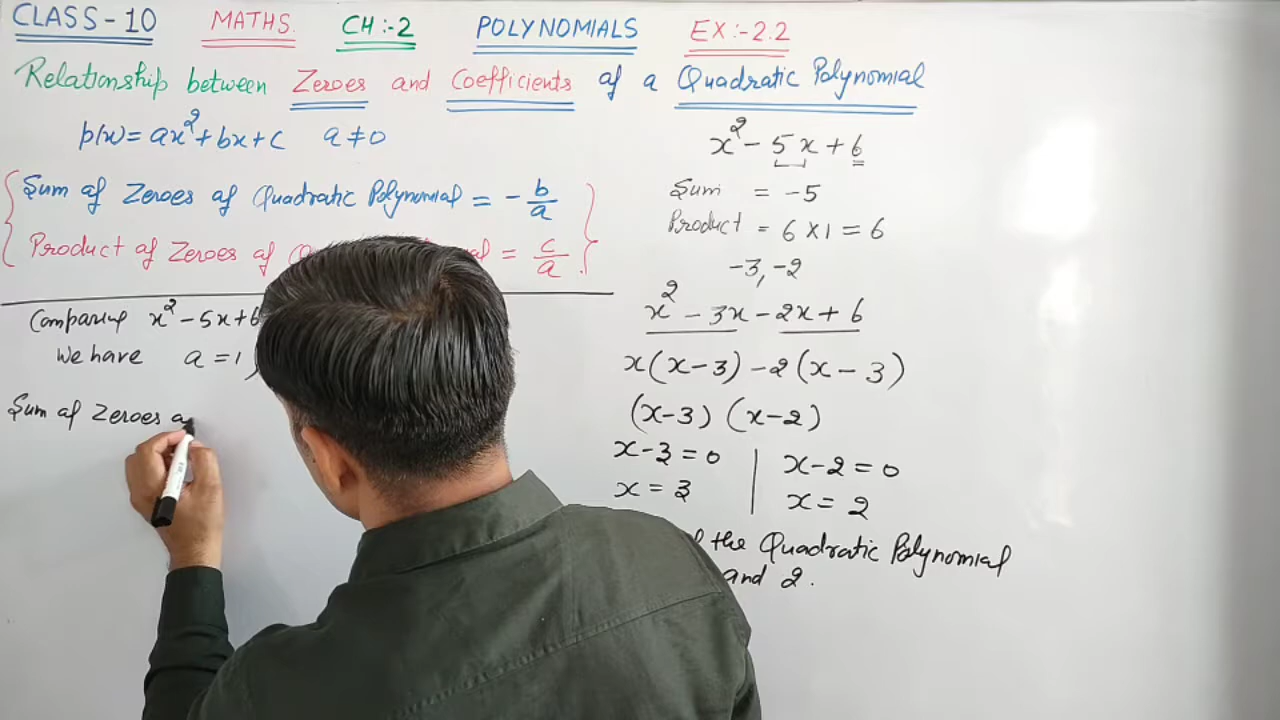 CLASS-10 MATHS. CH:-2 POLYNOMIALS EX:-2.2
Relationship between Zeroes and Coefficients of a Quadratic Polynomial
p(x) = ax² + bx + c a ≠ 0
Sum of Zeroes of Quadratic Polynomial = - b/a
Product of Zeroes of = c/a.
Comparing x² - 5x + 6
We have a = 1,
Sum of Zeroes
x² - 5x + 6
Sum = -5
Product = 6 x 1 = 6
-3, -2
x² - 3x - 2x + 6
x(x-3) -2(x-3)
(x-3) (x-2)
x-3 = 0 | x-2 = 0
x = 3 | x = 2
the Quadratic Polynomial
and 2.